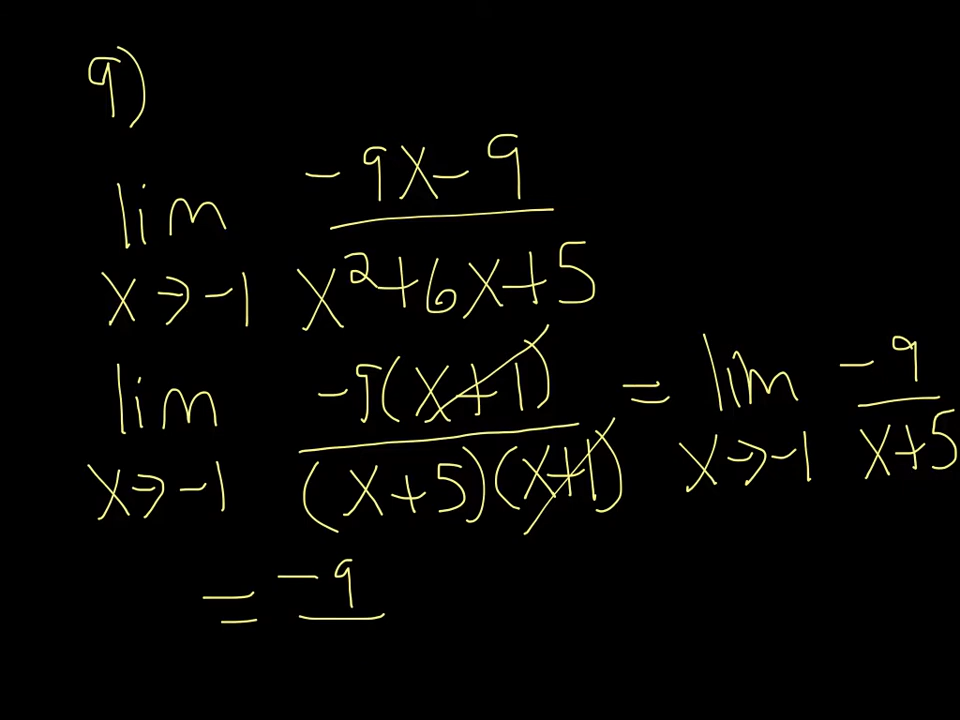 9)
lim x→-1 (-9x-9)/(x²+6x+5)
lim x→-1 (-9(x+1))/((x+5)(x+1)) = lim x→-1 (-9)/(x+5)
= -9